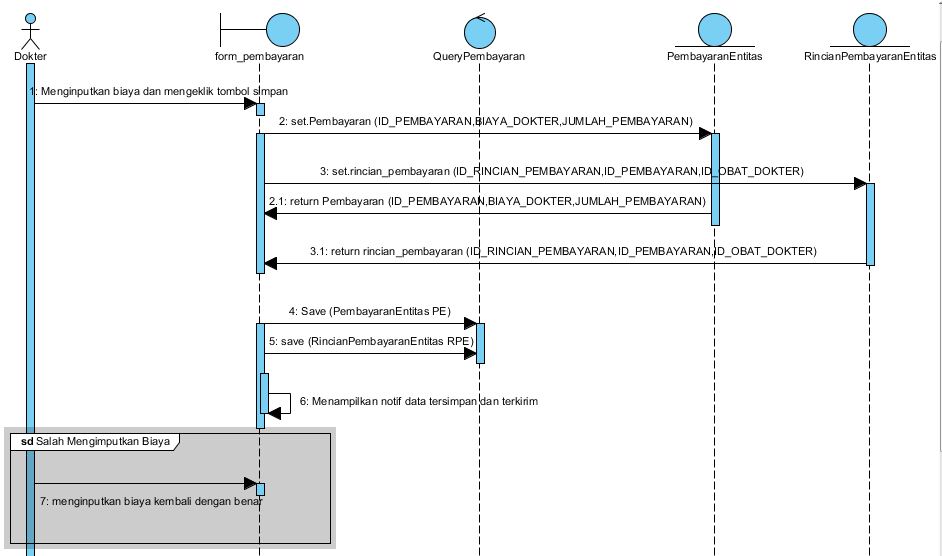 Dokter
form_pembayaran
QueryPembayaran
PembayaranEntitas
RincianPembayaranEntitas
1: Menginputkan biaya dan mengeklik tombol simpan
2: set.Pembayaran (ID_PEMBAYARAN,BIAYA_DOKTER,JUMLAH_PEMBAYARAN)
3: set.rincian_pembayaran (ID_RINCIAN_PEMBAYARAN,ID_PEMBAYARAN,ID_OBAT_DOKTER)
2.1: return Pembayaran (ID_PEMBAYARAN,BIAYA_DOKTER,JUMLAH_PEMBAYARAN)
3.1: return rincian_pembayaran (ID_RINCIAN_PEMBAYARAN,ID_PEMBAYARAN,ID_OBAT_DOKTER)
4: Save (PembayaranEntitas PE)
5: save (RincianPembayaranEntitas RPE)
6: Menampilkan notif data tersimpan dan terkirim
sd Salah Mengimputkan Biaya
7: menginputkan biaya kembali dengan benar